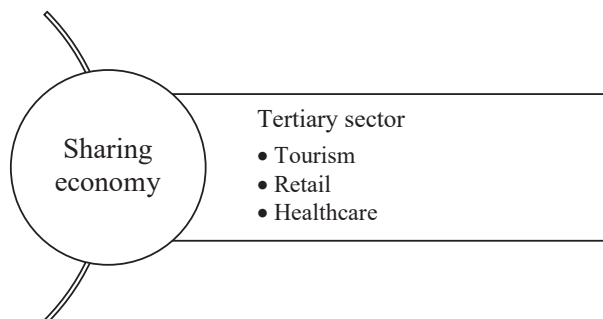 Sharing
economy
Tertiary sector
• Tourism
• Retail
• Healthcare